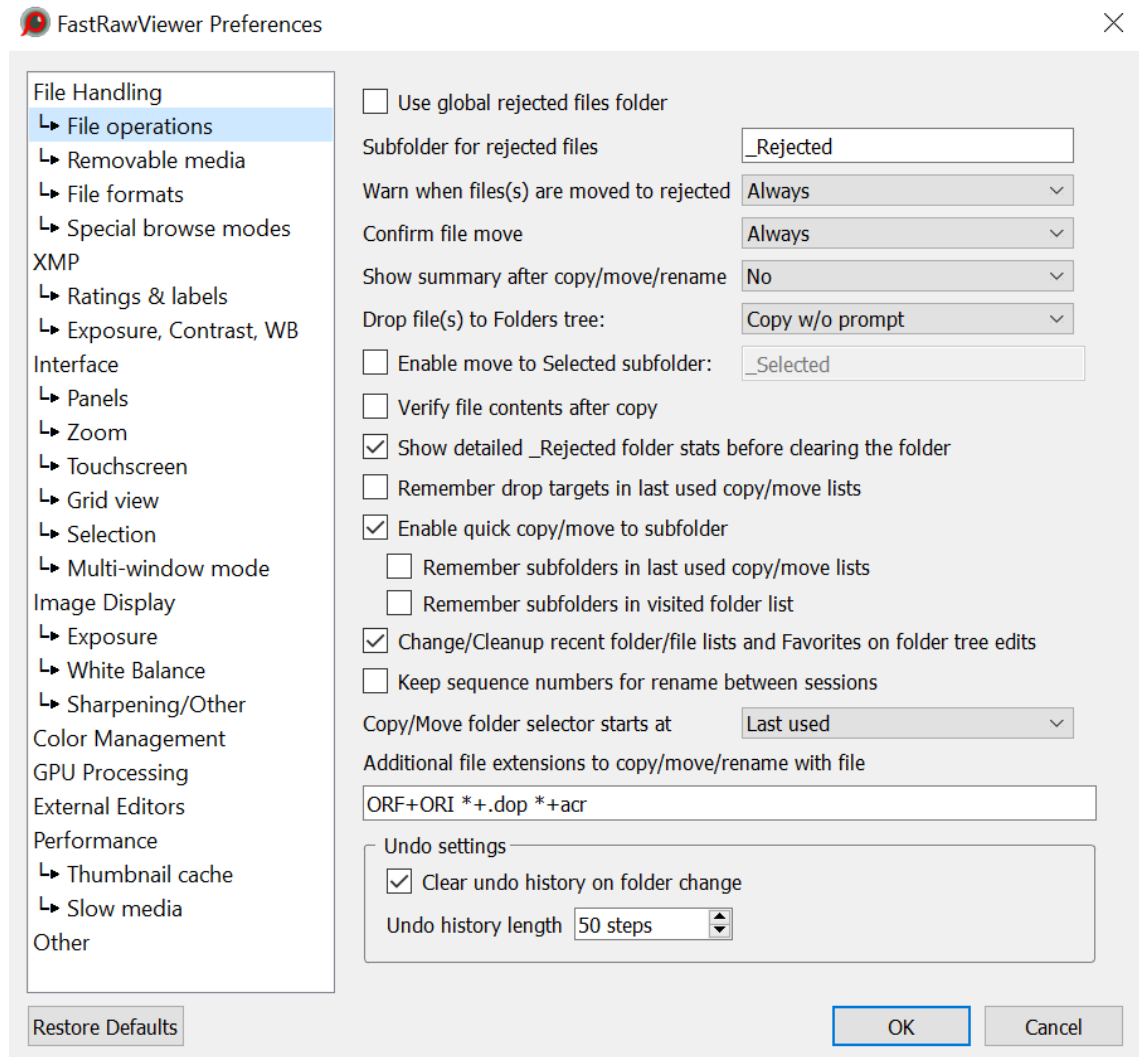 FastRawViewer Preferences
File Handling
File operations
Removable media
File formats
Special browse modes
XMP
Ratings & labels
Exposure, Contrast, WB
Interface
Panels
Zoom
Touchscreen
Grid view
Selection
Multi-window mode
Image Display
Exposure
White Balance
Sharpening/Other
Color Management
GPU Processing
External Editors
Performance
Thumbnail cache
Slow media
Other
Use global rejected files folder
Subfolder for rejected files _Rejected
Warn when files(s) are moved to rejected Always
Confirm file move Always
Show summary after copy/move/rename No
Drop file(s) to Folders tree: Copy w/o prompt
Enable move to Selected subfolder: _Selected
Verify file contents after copy
Show detailed _Rejected folder stats before clearing the folder
Remember drop targets in last used copy/move lists
Enable quick copy/move to subfolder
Remember subfolders in last used copy/move lists
Remember subfolders in visited folder list
Change/Cleanup recent folder/file lists and Favorites on folder tree edits
Keep sequence numbers for rename between sessions
Copy/Move folder selector starts at Last used
Additional file extensions to copy/move/rename with file
ORF+ORI *+.dop *+acr
Undo settings
Clear undo history on folder change
Undo history length 50 steps
Restore Defaults OK Cancel